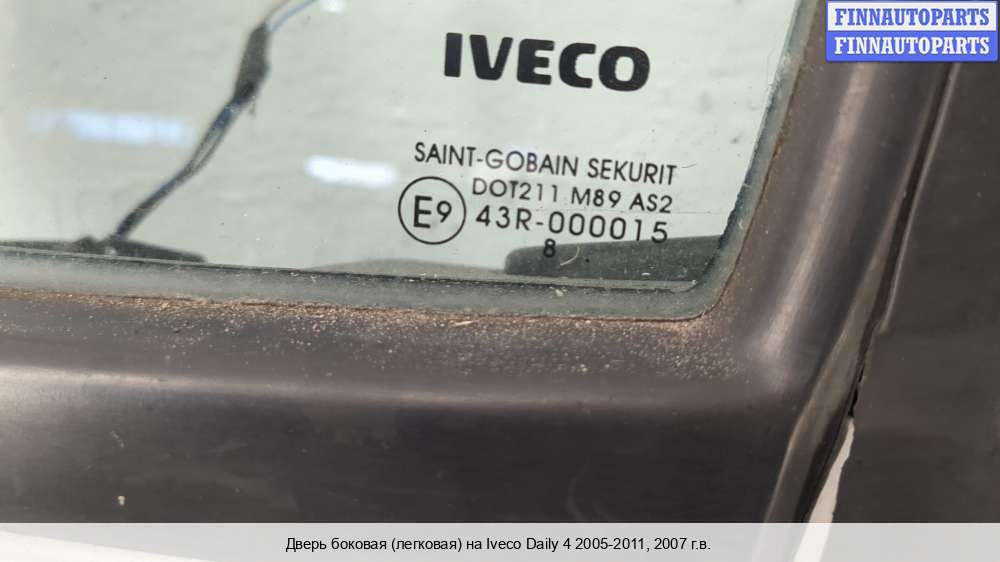 FINNAUTOPARTS
FINNAUTOPARTS
IVECO
SAINT-GOBAIN SEKURIT
DOT211 M89 AS2
E9 43R-000015
8
Дверь боковая (легковая) на Iveco Daily 4 2005-2011, 2007 г.в.